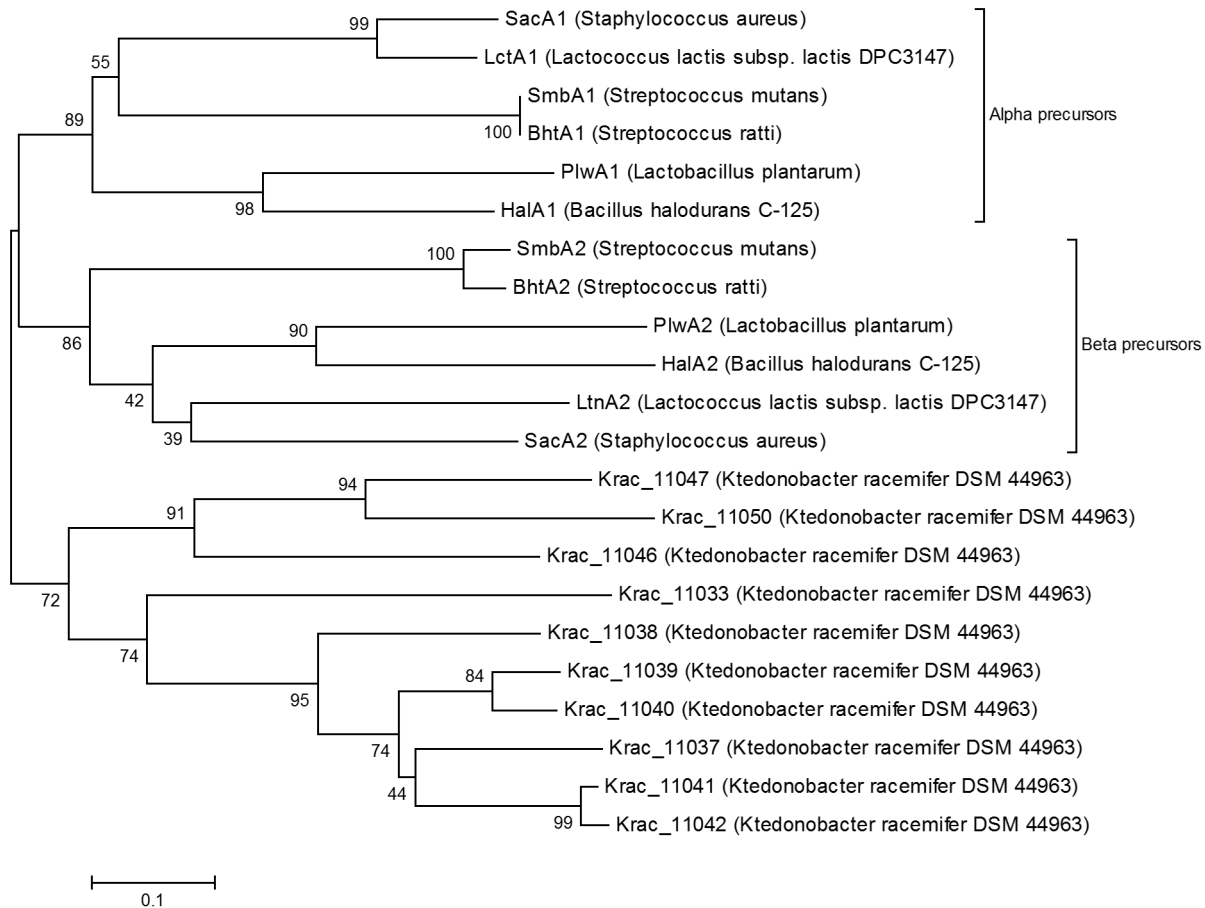 99
SacA1 (Staphylococcus aureus)
LctA1 (Lactococcus lactis subsp. lactis DPC3147)
55
SmbA1 (Streptococcus mutans)
100
BhtA1 (Streptococcus ratti)
Alpha precursors
89
PlwA1 (Lactobacillus plantarum)
98
HalA1 (Bacillus halodurans C-125)
100
SmbA2 (Streptococcus mutans)
BhtA2 (Streptococcus ratti)
86
90
PlwA2 (Lactobacillus plantarum)
Beta precursors
HalA2 (Bacillus halodurans C-125)
42
LtnA2 (Lactococcus lactis subsp. lactis DPC3147)
39
SacA2 (Staphylococcus aureus)
94
Krac_11047 (Ktedonobacter racemifer DSM 44963)
91
Krac_11050 (Ktedonobacter racemifer DSM 44963)
Krac_11046 (Ktedonobacter racemifer DSM 44963)
72
Krac_11033 (Ktedonobacter racemifer DSM 44963)
74
Krac_11038 (Ktedonobacter racemifer DSM 44963)
95
84
Krac_11039 (Ktedonobacter racemifer DSM 44963)
Krac_11040 (Ktedonobacter racemifer DSM 44963)
74
Krac_11037 (Ktedonobacter racemifer DSM 44963)
44
Krac_11041 (Ktedonobacter racemifer DSM 44963)
99
Krac_11042 (Ktedonobacter racemifer DSM 44963)
0.1